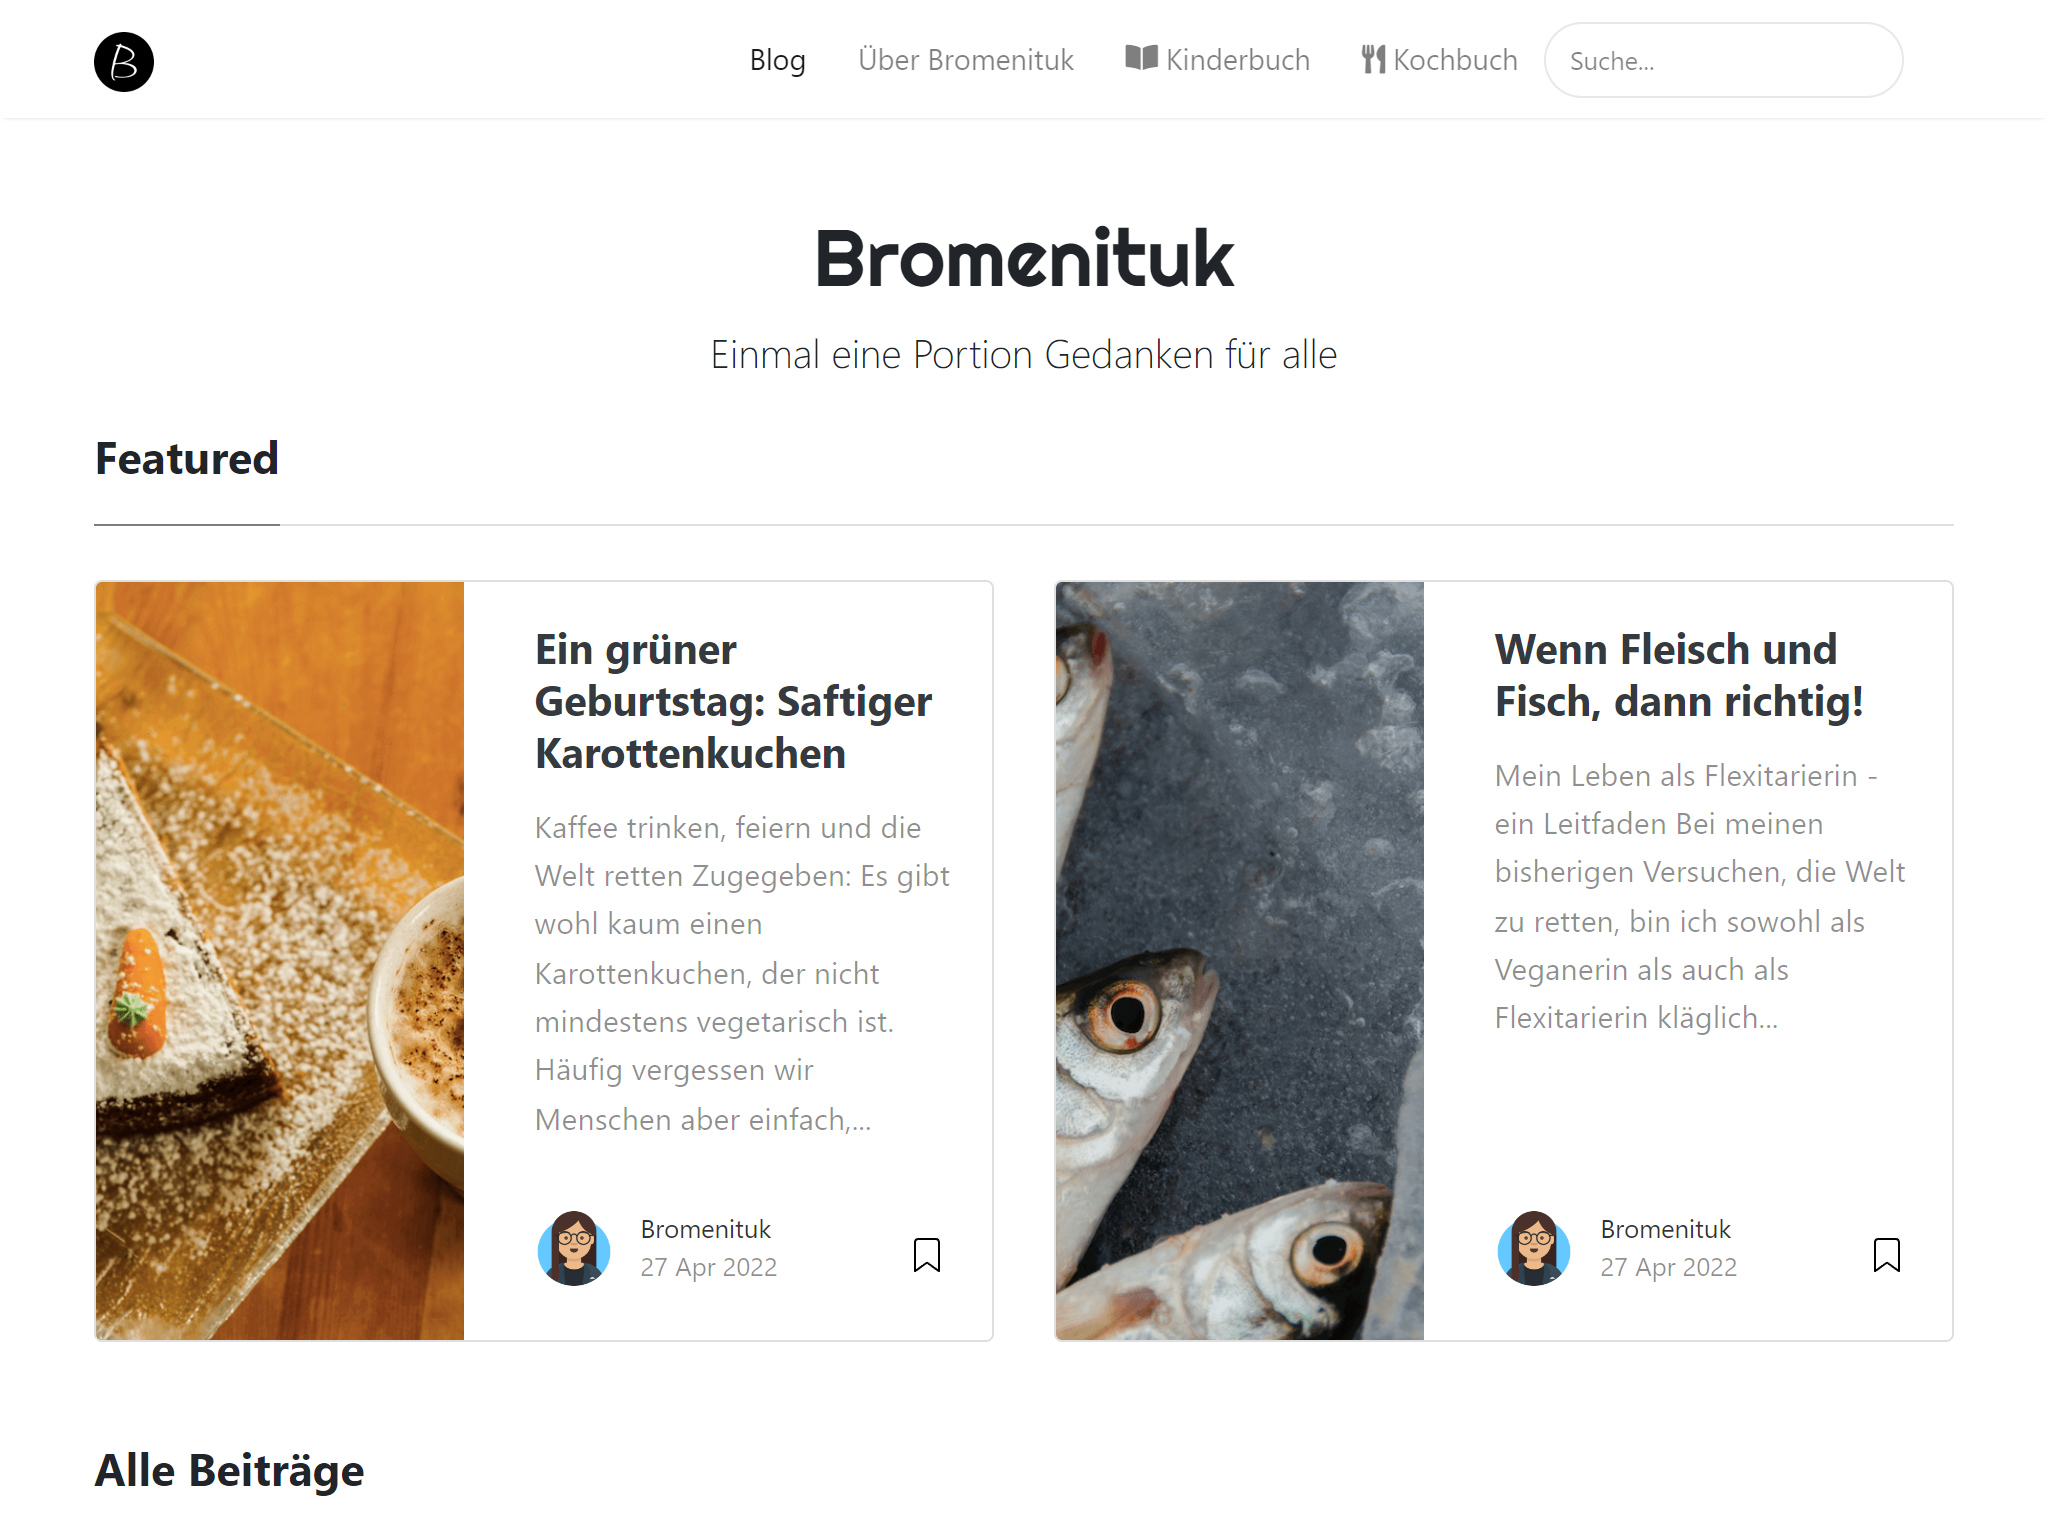 B
Blog
Über Bromenituk
Kinderbuch
Kochbuch
Suche...
Bromenituk
Einmal eine Portion Gedanken für alle
Featured
Ein grüner
Geburtstag: Saftiger
Karottenkuchen
Kaffee trinken, feiern und die
Welt retten Zugegeben: Es gibt
wohl kaum einen
Karottenkuchen, der nicht
mindestens vegetarisch ist.
Häufig vergessen wir
Menschen aber einfach,...
Bromenituk
27 Apr 2022
Wenn Fleisch und
Fisch, dann richtig!
Mein Leben als Flexitarierin -
ein Leitfaden Bei meinen
bisherigen Versuchen, die Welt
zu retten, bin ich sowohl als
Veganerin als auch als
Flexitarierin kläglich...
Bromenituk
27 Apr 2022
Alle Beiträge